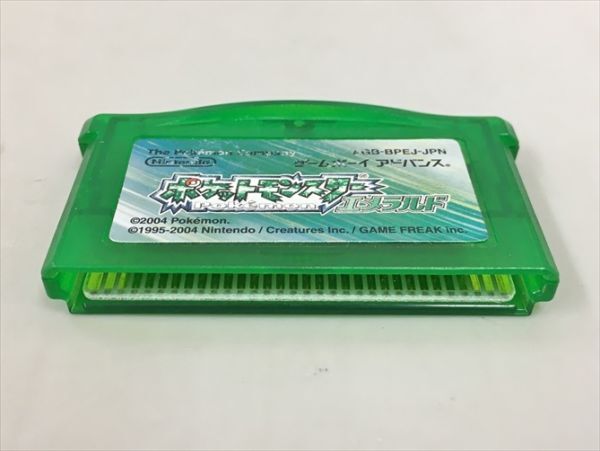 The Pokémon Company AGB-BPEJ-JPN
Nintendo ゲームボーイ アドバンス®
ポケットモンスター
POKÉMON エメラルド
©2004 Pokémon.
©1995-2004 Nintendo / Creatures Inc. / GAME FREAK inc.